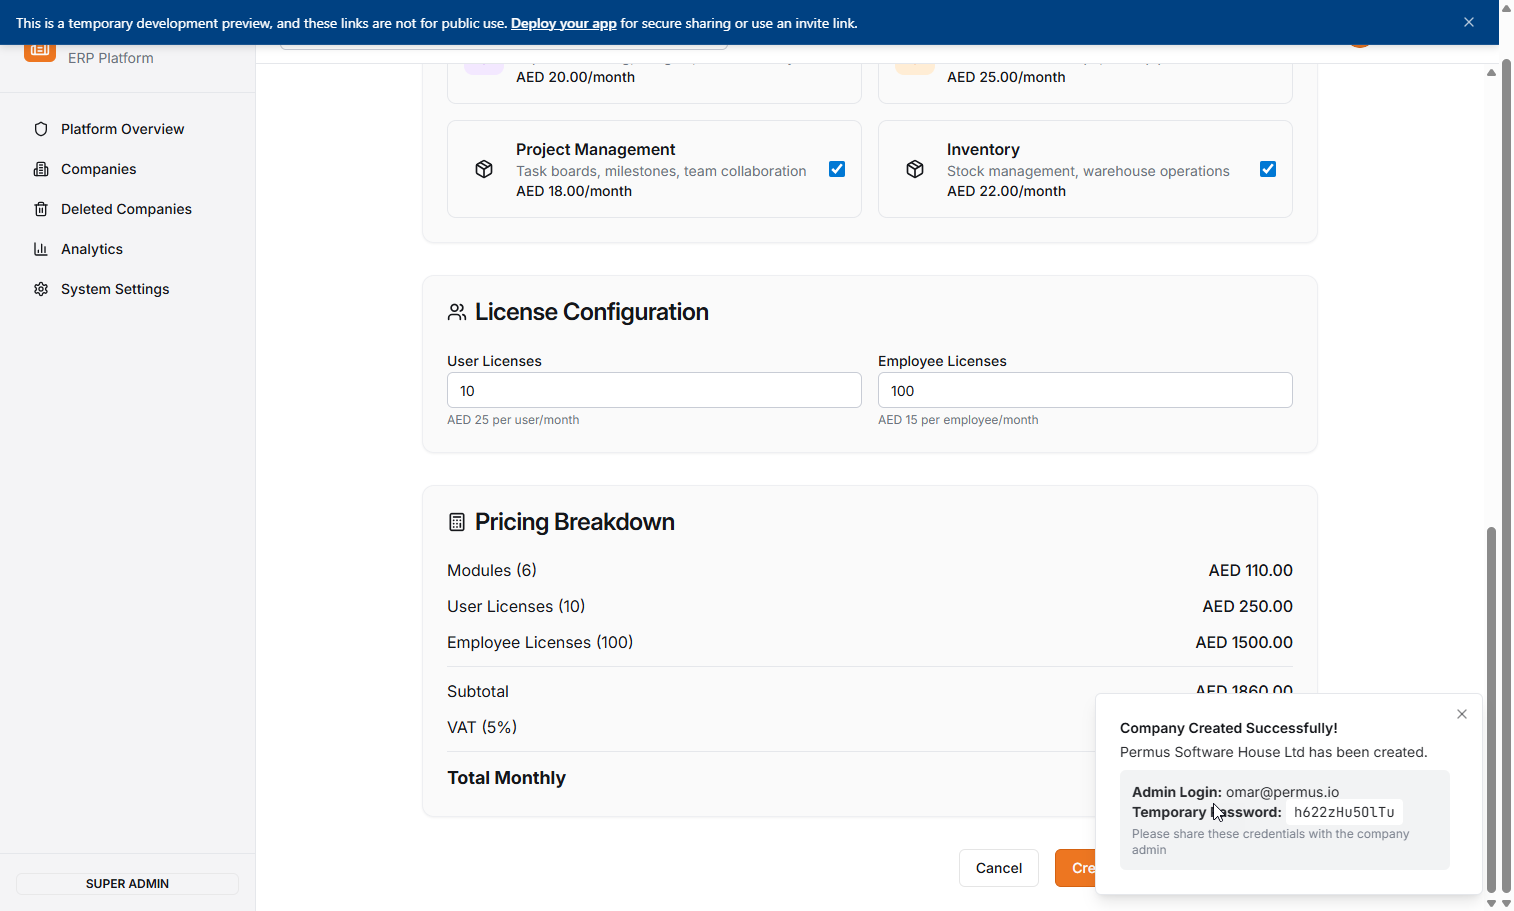 This is a temporary development preview, and these links are not for public use. Deploy your app for secure sharing or use an invite link.
ERP Platform
Platform Overview
Companies
Deleted Companies
Analytics
System Settings
SUPER ADMIN
AED 20.00/month
AED 25.00/month
Project Management
Task boards, milestones, team collaboration
AED 18.00/month
Inventory
Stock management, warehouse operations
AED 22.00/month
License Configuration
User Licenses
10
AED 25 per user/month
Employee Licenses
100
AED 15 per employee/month
Pricing Breakdown
Modules (6)
AED 110.00
User Licenses (10)
AED 250.00
Employee Licenses (100)
AED 1500.00
Subtotal
AED 1860.00
VAT (5%)
Total Monthly
Cancel
Cre
Company Created Successfully!
Permus Software House Ltd has been created.
Admin Login: omar@permus.io
Temporary Password: h622zHu5OlTu
Please share these credentials with the company
admin